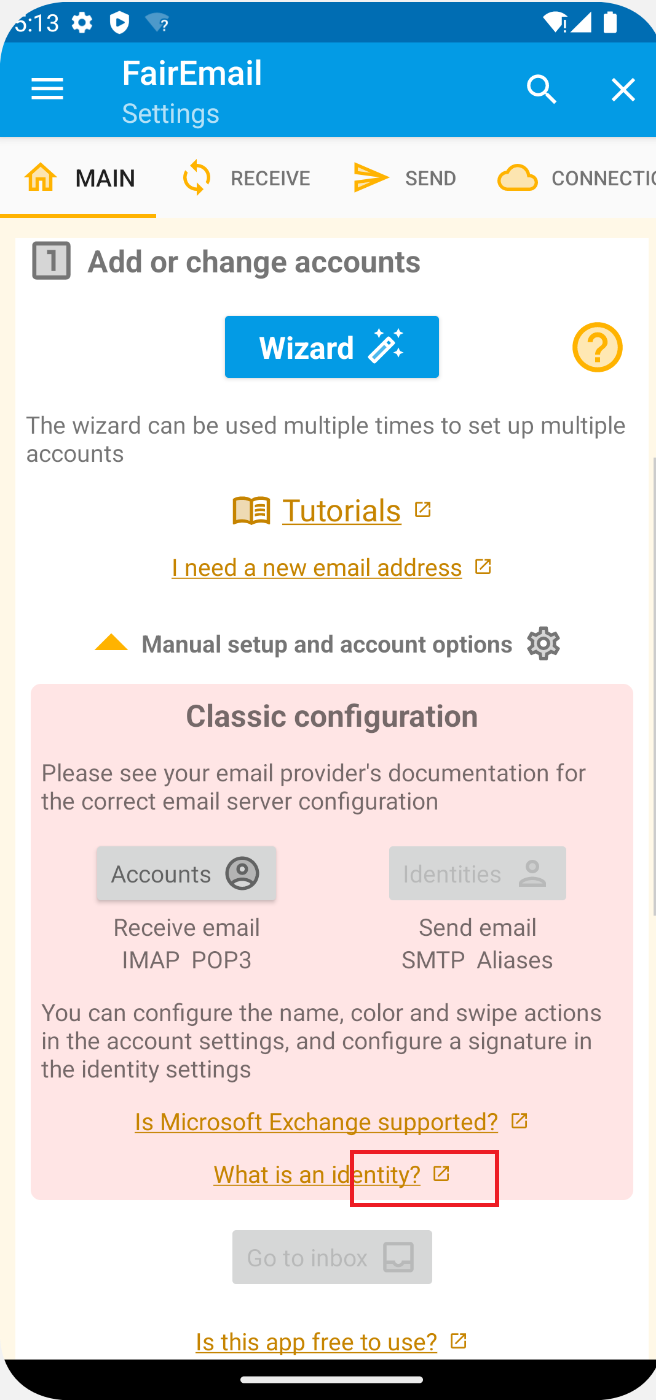 5:13
FairEmail
Settings
MAIN RECEIVE SEND CONNECTIO
1 Add or change accounts
Wizard
The wizard can be used multiple times to set up multiple
accounts
Tutorials
I need a new email address
Manual setup and account options
Classic configuration
Please see your email provider's documentation for
the correct email server configuration
Accounts Identities
Receive email Send email
IMAP POP3 SMTP Aliases
You can configure the name, color and swipe actions
in the account settings, and configure a signature in
the identity settings
Is Microsoft Exchange supported?
What is an identity?
Go to inbox
Is this app free to use?